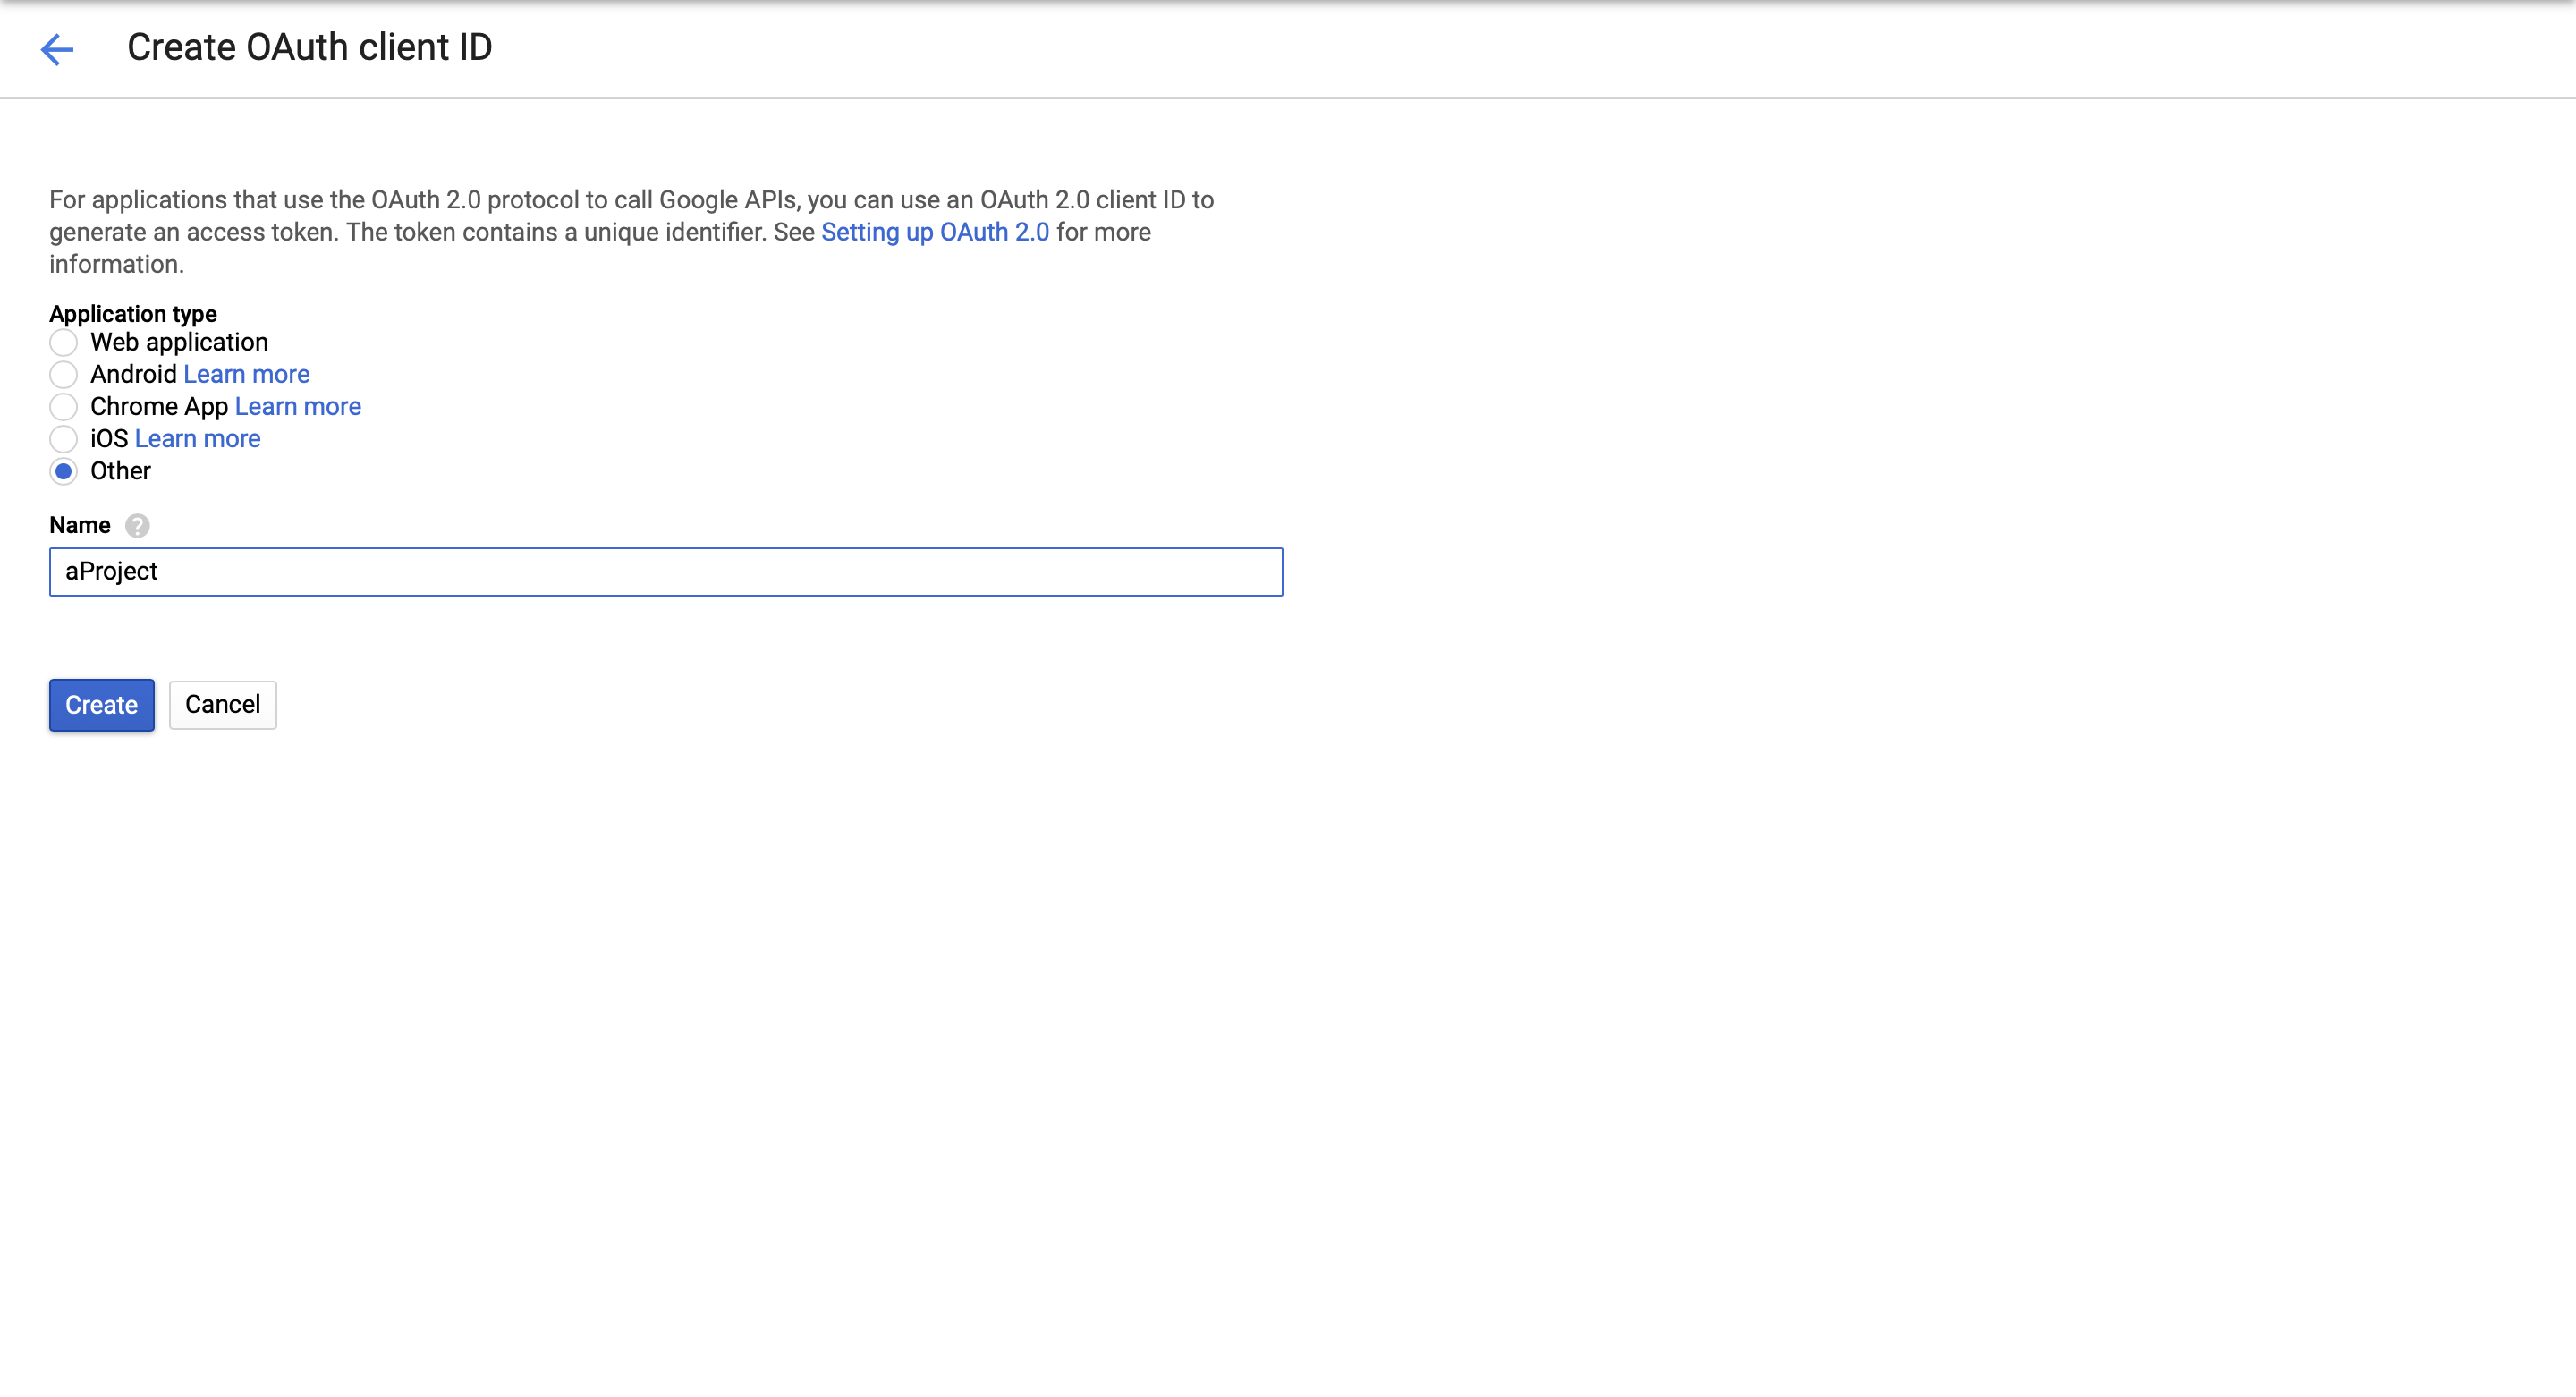 Create OAuth client ID
For applications that use the OAuth 2.0 protocol to call Google APIs, you can use an OAuth 2.0 client ID to
generate an access token. The token contains a unique identifier. See Setting up OAuth 2.0 for more
information.
Application type
Web application
Android Learn more
Chrome App Learn more
iOS Learn more
Other
Name ?
aProject
Create Cancel